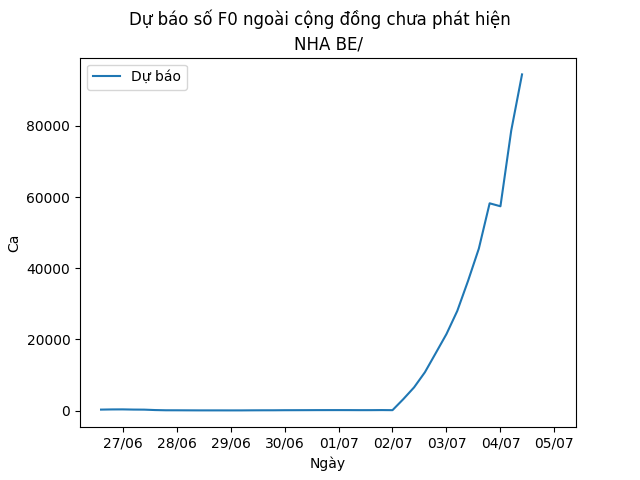 Dự báo số F0 ngoài cộng đồng chưa phát hiện
NHA BE/
Dự báo
80000
60000
40000
20000
0
Ca
27/06 28/06 29/06 30/06 01/07 02/07 03/07 04/07 05/07
Ngày